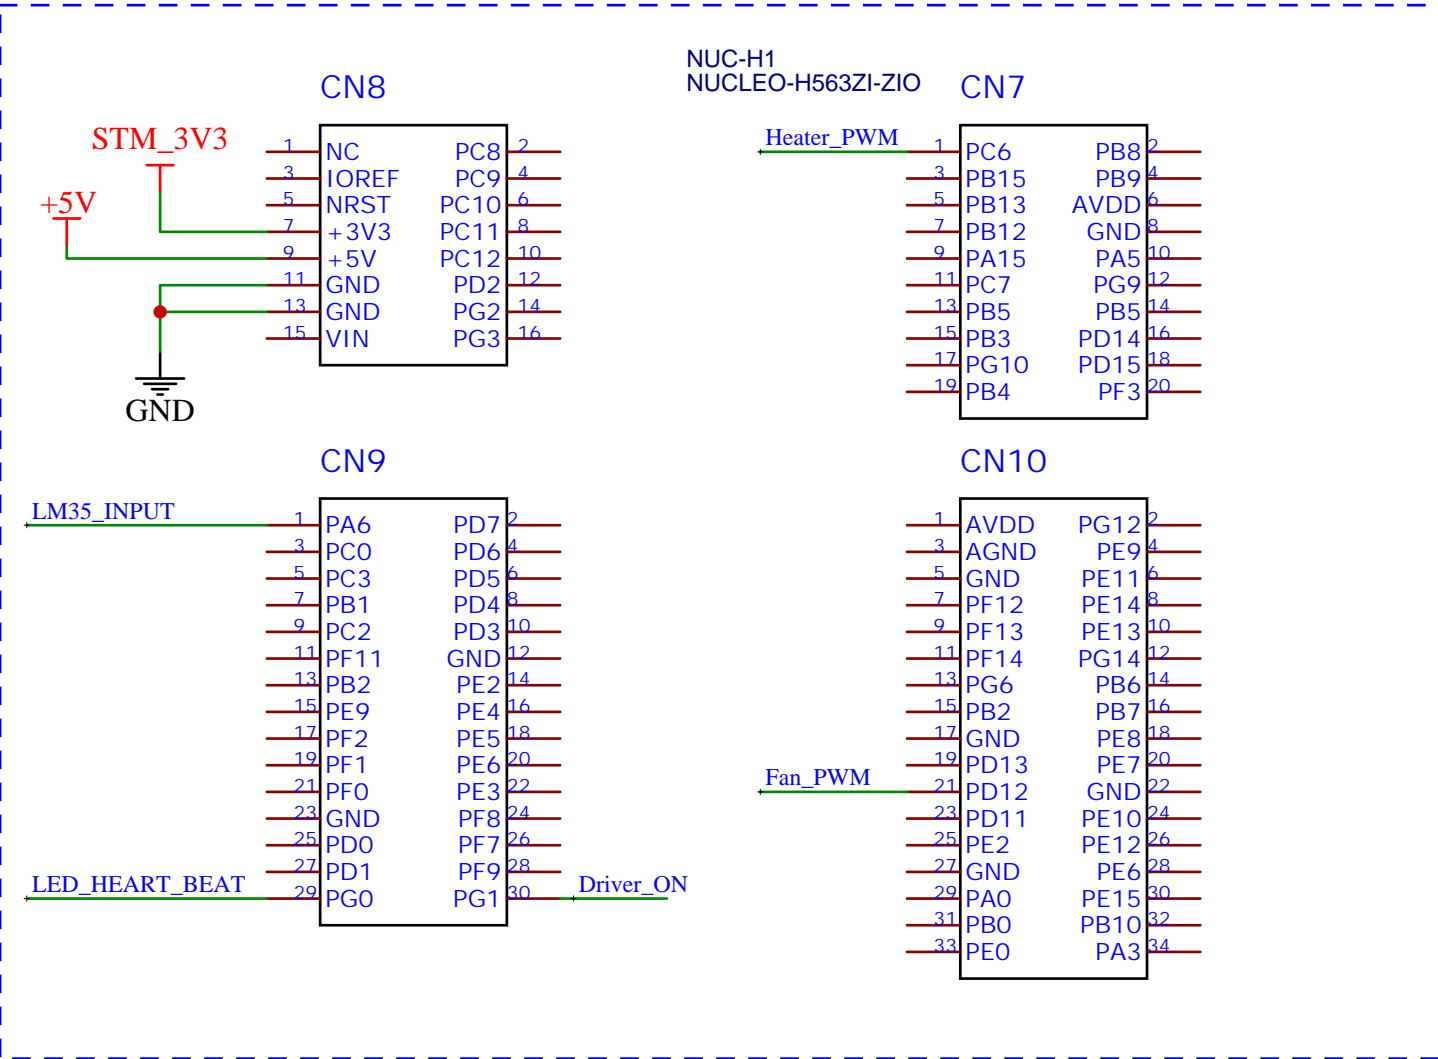 NUC-H1
NUCLEO-H563ZI-ZIO
CN8
STM_3V3
+5V
1 NC PC8 2
3 IOREF PC9 4
5 NRST PC10 6
7 +3V3 PC11 8
9 +5V PC12 10
11 GND PD2 12
13 GND PG2 14
15 VIN PG3 16
GND
CN7
Heater_PWM
1 PC6 PB8 2
3 PB15 PB9 4
5 PB13 AVDD 6
7 PB12 GND 8
9 PA15 PA5 10
11 PC7 PG9 12
13 PB5 PB5 14
15 PB3 PD14 16
17 PG10 PD15 18
19 PB4 PF3 20
CN9
LM35_INPUT
1 PA6 PD7 2
3 PC0 PD6 4
5 PC3 PD5 6
7 PB1 PD4 8
9 PC2 PD3 10
11 PF11 GND 12
13 PB2 PE2 14
15 PE9 PE4 16
17 PF2 PE5 18
19 PF1 PE6 20
21 PF0 PE3 22
23 GND PF8 24
25 PD0 PF7 26
27 PD1 PF9 28
LED_HEART_BEAT 29 PG0 PG1 30 Driver_ON
CN10
1 AVDD PG12 2
3 AGND PE9 4
5 GND PE11 6
7 PF12 PE14 8
9 PF13 PE13 10
11 PF14 PG14 12
13 PG6 PB6 14
15 PB2 PB7 16
17 GND PE8 18
19 PD13 PE7 20
Fan_PWM 21 PD12 GND 22
23 PD11 PE10 24
25 PE2 PE12 26
27 GND PE6 28
29 PA0 PE15 30
31 PB0 PB10 32
33 PE0 PA3 34